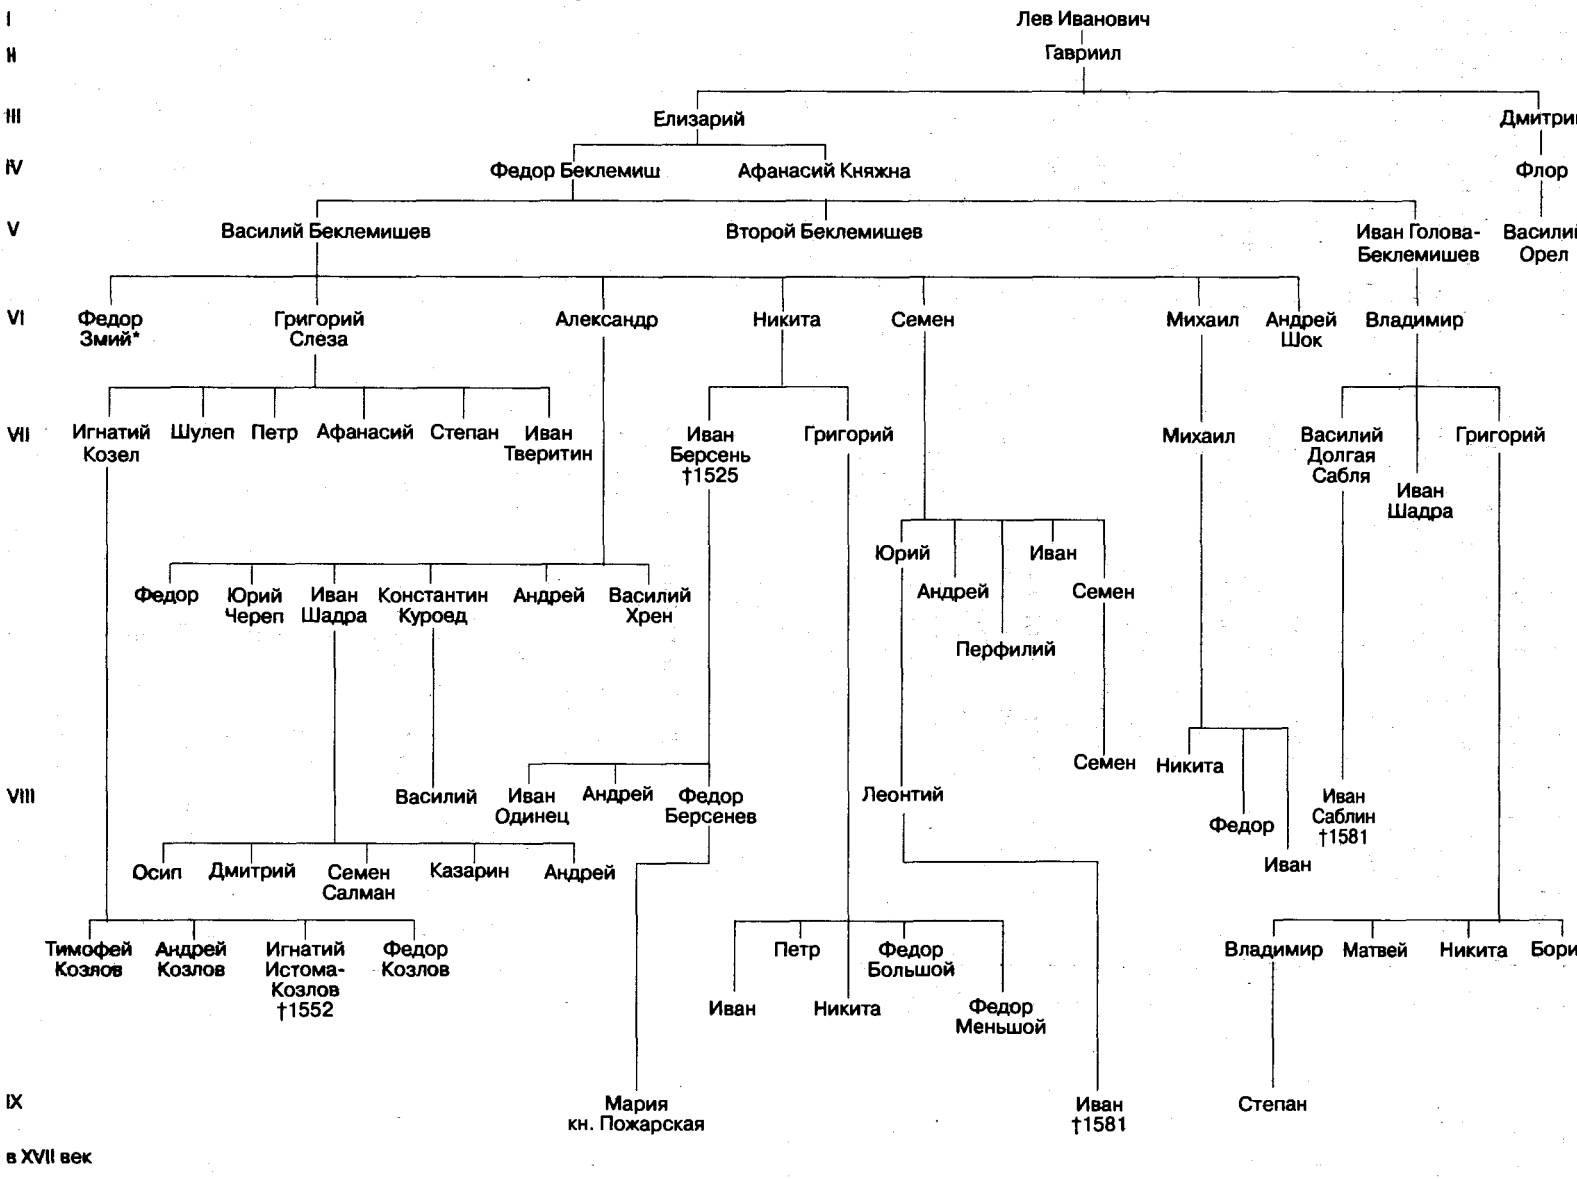 I
Лев Иванович
II
Гавриил
III
Елизарий
Дмитрий
IV
Федор Беклемиш
Афанасий Княжна
Флор
V
Василий Беклемишев
Второй Беклемишев
Иван Голова-
Беклемишев
Василий
Орел
VI
Федор
Змий*
Григорий
Слеза
Александр
Никита
Семен
Михаил
Андрей
Шок
Владимир
VII
Игнатий
Козел
Шулеп
Петр
Афанасий
Степан
Иван
Тверитин
Иван
Берсень
†1525
Григорий
Михаил
Василий
Долгая
Сабля
Иван
Шадра
Григорий
Юрий
Андрей
Перфилий
Иван
Семен
Федор
Юрий
Череп
Иван
Шадра
Константин
Куроед
Андрей
Василий
Хрен
VIII
Василий
Иван
Одинец
Андрей
Федор
Берсенев
Леонтий
Семен
Никита
Федор
Иван
Иван
Саблин
†1581
Осип
Дмитрий
Семен
Салман
Казарин
Андрей
Тимофей
Козлов
Андрей
Козлов
Игнатий
Истома-
Козлов
†1552
Федор
Козлов
Иван
Петр
Никита
Федор
Большой
Федор
Меньшой
Владимир
Матвей
Никита
Бори
IX
Мария
кн. Пожарская
Иван
†1581
Степан
в XVII век